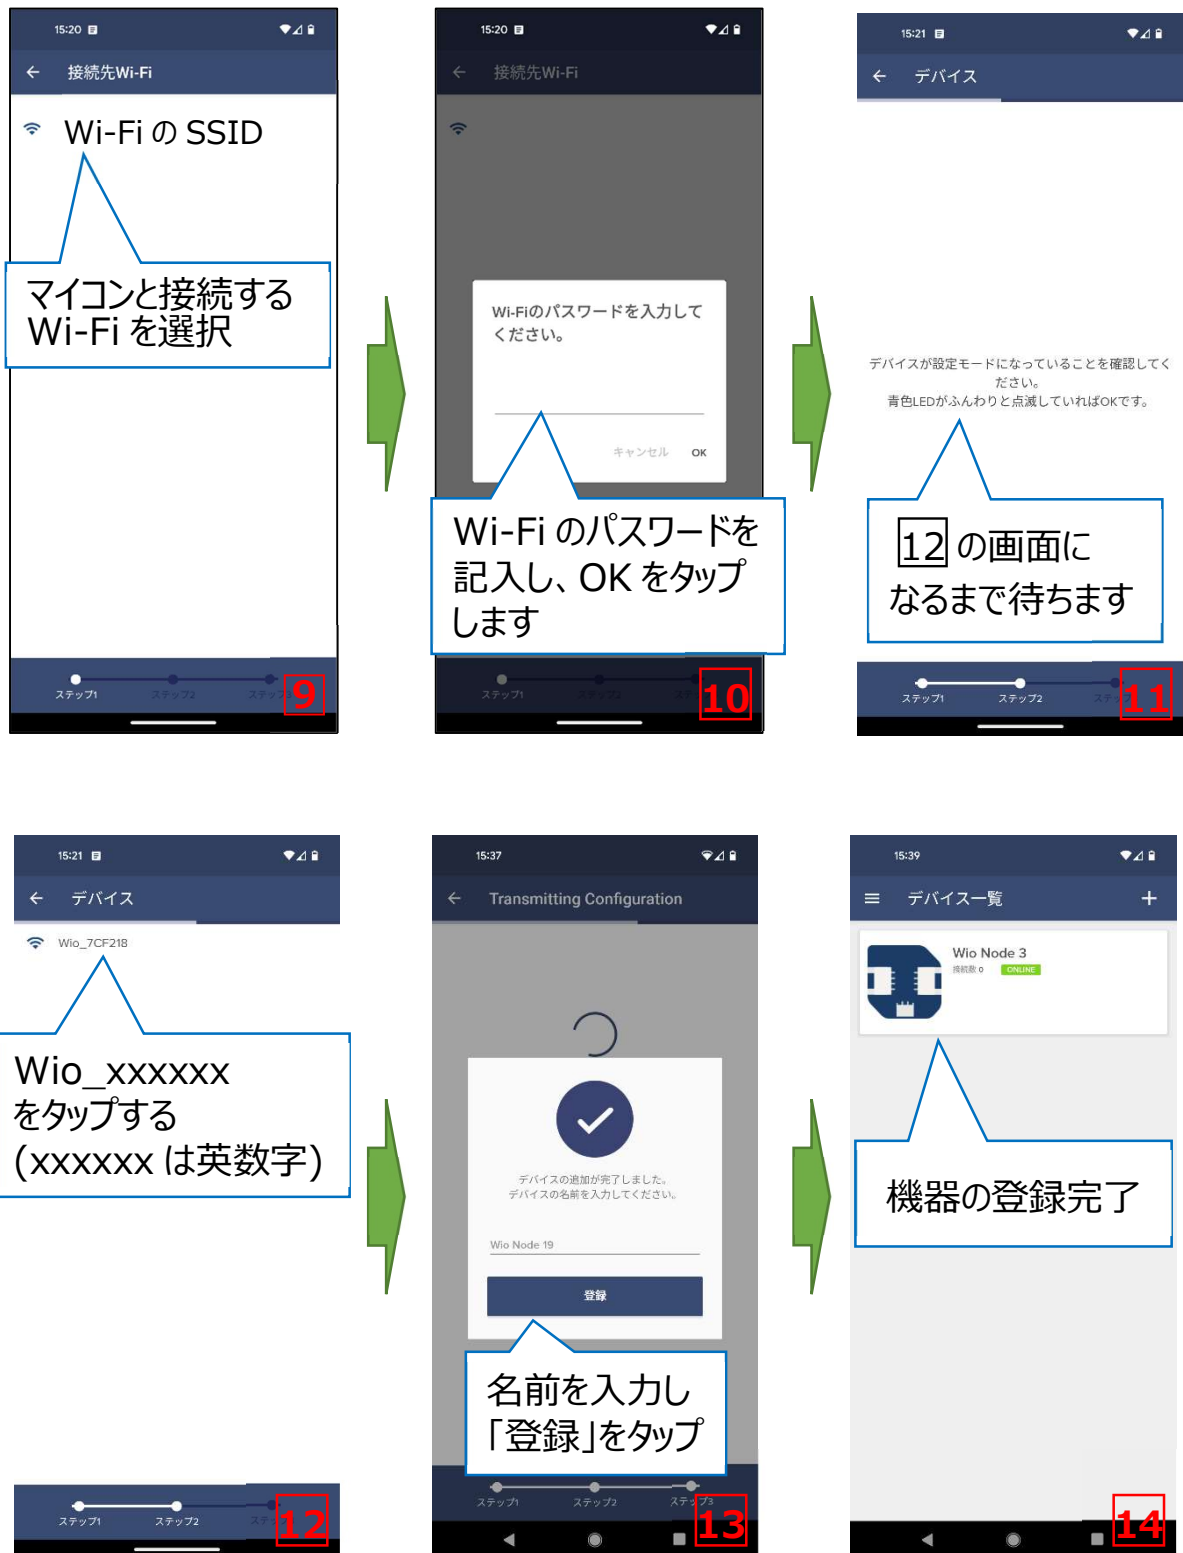 15:20
接続先Wi-Fi
Wi-Fi の SSID
マイコンと接続する
Wi-Fi を選択
ステップ1
ステップ2
ステップ3
9
15:20
接続先Wi-Fi
Wi-Fiのパスワードを入力して
ください。
キャンセル OK
Wi-Fi のパスワードを
記入し、OK をタップ
します
ステップ1
ステップ2
10
15:21
デバイス
デバイスが設定モードになっていることを確認してく
ださい。
青色LEDがふんわりと点滅していればOKです。
12 の画面に
なるまで待ちます
ステップ1
ステップ2
11
15:21
デバイス
Wio_7CF218
Wio_xxxxxx
をタップする
(xxxxxx は英数字)
ステップ1
ステップ2
12
15:37
Transmitting Configuration
デバイスの追加が完了しました。
デバイスの名前を入力してください。
Wio Node 19
登録
名前を入力し
「登録」をタップ
ステップ1
ステップ2
ステップ3
13
15:39
デバイス一覧
Wio Node 3
接続数 0 ONLINE
機器の登録完了
14